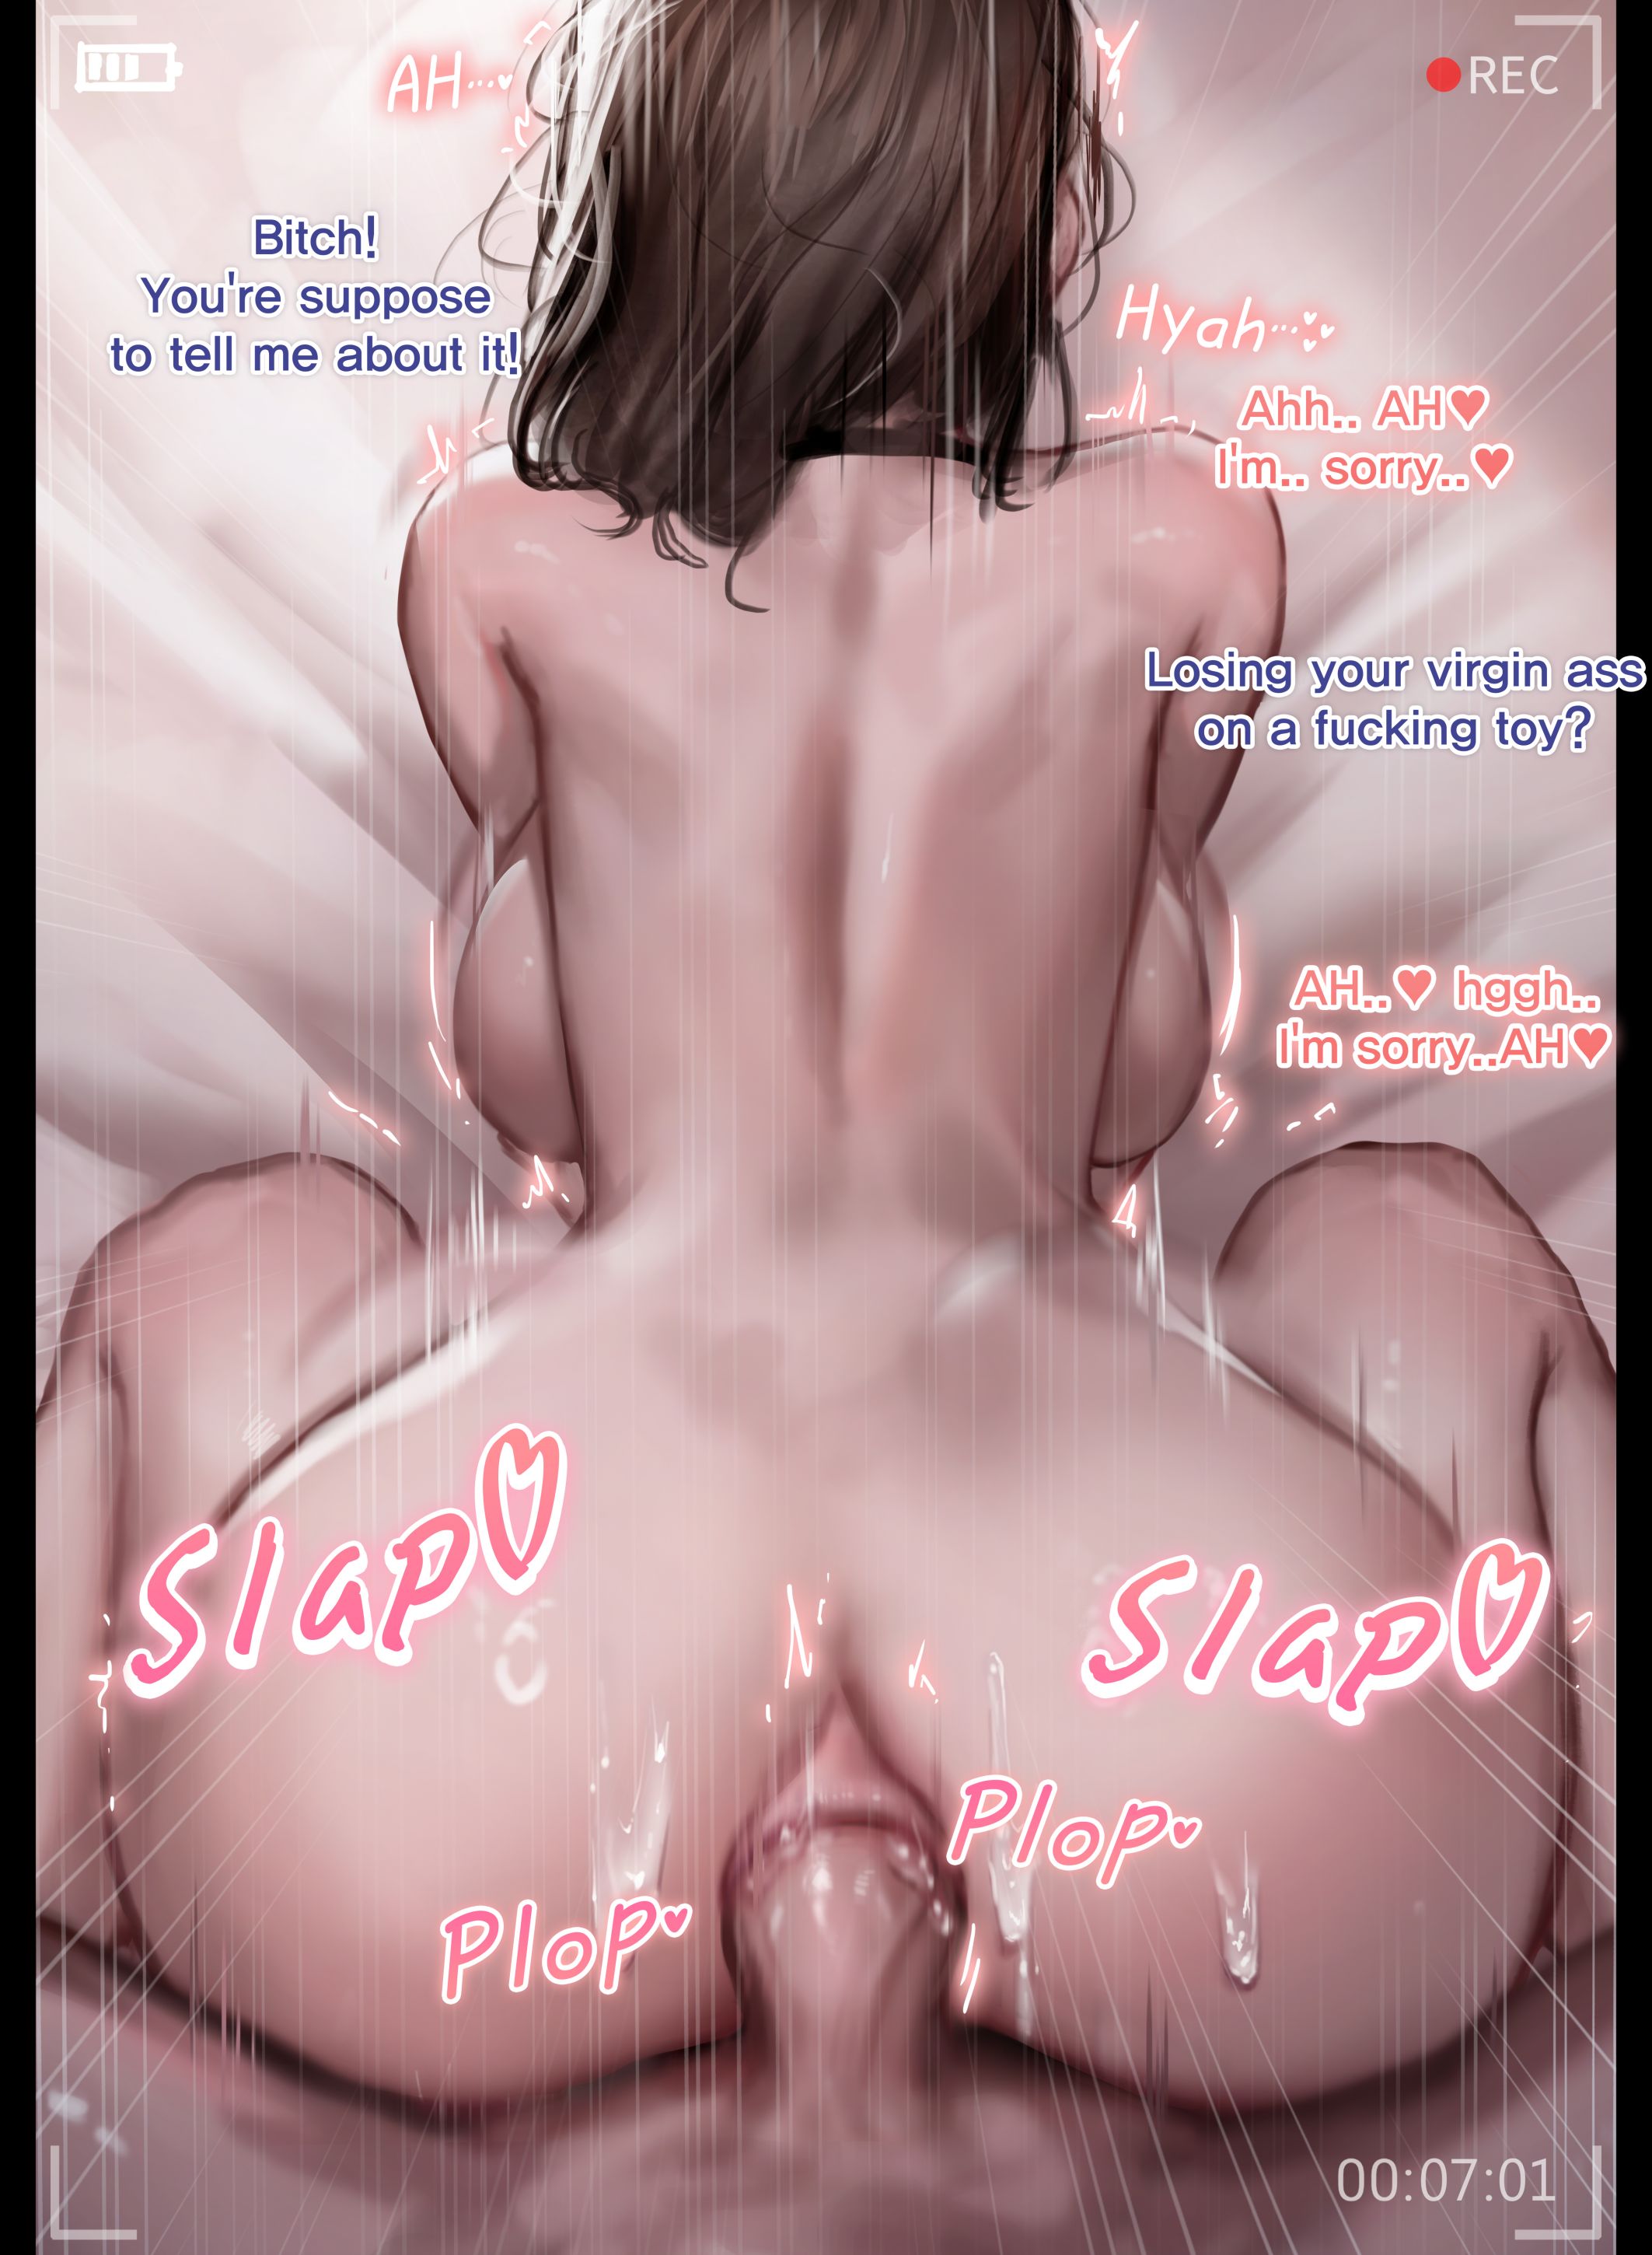 AH...♥
REC
Bitch!
You're suppose
to tell me about it!
Hyah...♥
Ahh.. AH♥
I'm.. sorry..♥
Losing your virgin ass
on a fucking toy?
AH..♥ hggh..
I'm sorry..AH♥
Slap♥
Slap♥
Plop♥
Plop♥
00:07:01